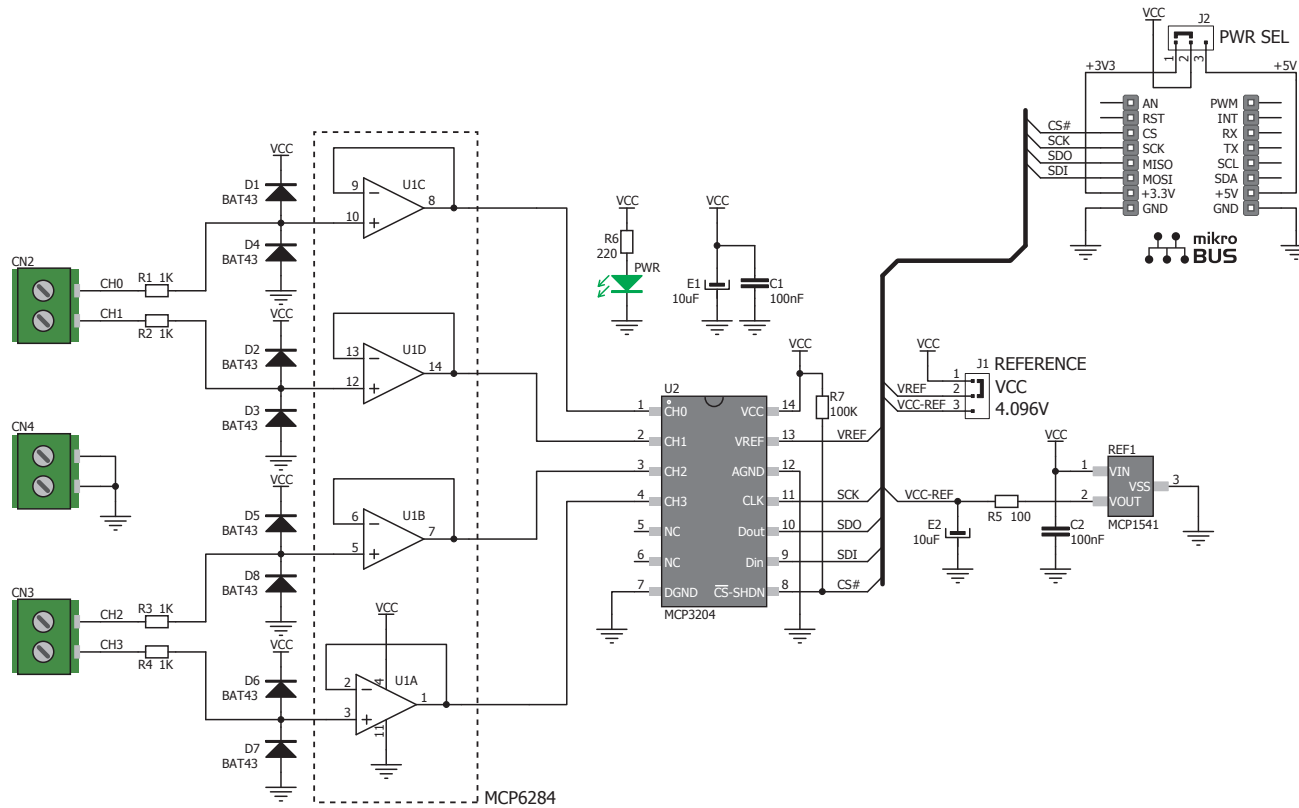 VCC
J2
PWR SEL
1
2
3
+3V3
+5V
AN
RST
CS
SCK
MISO
MOSI
+3.3V
GND
PWM
INT
RX
TX
SCL
SDA
+5V
GND
CS#
SCK
SDO
SDI
mikro
BUS
VCC
D1
BAT43
D4
BAT43
9
10
U1C
8
CN2
CH0
R1 1K
CH1
R2 1K
VCC
D2
BAT43
D3
BAT43
13
12
U1D
14
VCC
R6
220
PWR
VCC
E1
10uF
C1
100nF
CN4
VCC
D5
BAT43
D8
BAT43
6
5
U1B
7
CN3
CH2
R3 1K
CH3
R4 1K
VCC
D6
BAT43
D7
BAT43
VCC
2
3
4
11
U1A
1
MCP6284
U2
VCC
R7
100K
1 CH0
2 CH1
3 CH2
4 CH3
5 NC
6 NC
7 DGND
VCC 14
VREF 13 VREF
AGND 12
CLK 11 SCK
Dout 10 SDO
Din 9 SDI
CS-SHDN 8 CS#
MCP3204
VCC
J1 REFERENCE
1
VREF 2
VCC-REF 3
VCC
4.096V
VCC
REF1
1 VIN
VSS 3
2 VOUT
MCP1541
VCC-REF
R5 100
E2
10uF
C2
100nF